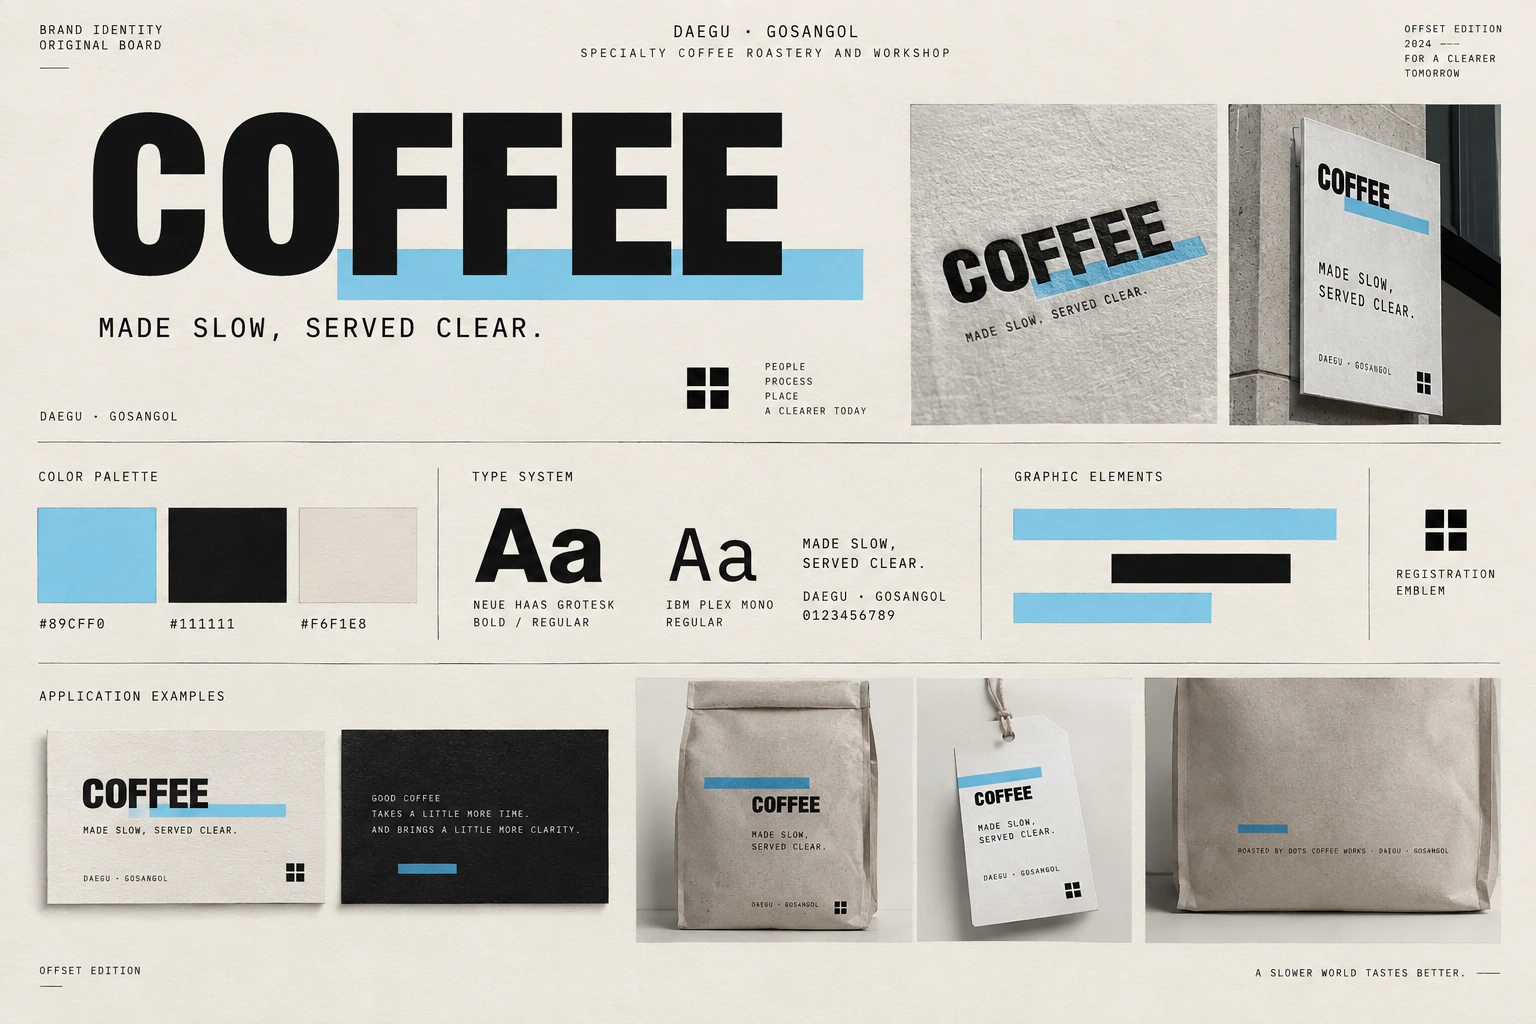 BRAND IDENTITY
ORIGINAL BOARD
DAEGU · GOSANGOL
SPECIALTY COFFEE ROASTERY AND WORKSHOP
OFFSET EDITION
2024 —
FOR A CLEARER
TOMORROW
COFFEE
MADE SLOW, SERVED CLEAR.
PEOPLE
PROCESS
PLACE
A CLEARER TODAY
DAEGU · GOSANGOL
COFFEE
MADE SLOW, SERVED CLEAR.
COFFEE
MADE SLOW,
SERVED CLEAR.
DAEGU · GOSANGOL
COLOR PALETTE
#89CFF0
#111111
#F6F1E8
TYPE SYSTEM
Aa
NEUE HAAS GROTESK
BOLD / REGULAR
Aa
IBM PLEX MONO
REGULAR
MADE SLOW,
SERVED CLEAR.
DAEGU · GOSANGOL
0123456789
GRAPHIC ELEMENTS
REGISTRATION
EMBLEM
APPLICATION EXAMPLES
COFFEE
MADE SLOW, SERVED CLEAR.
DAEGU · GOSANGOL
GOOD COFFEE
TAKES A LITTLE MORE TIME.
AND BRINGS A LITTLE MORE CLARITY.
COFFEE
MADE SLOW,
SERVED CLEAR.
DAEGU · GOSANGOL
COFFEE
MADE SLOW,
SERVED CLEAR.
DAEGU · GOSANGOL
ROASTED BY DOTS COFFEE WORKS · DAEGU · GOSANGOL
OFFSET EDITION
A SLOWER WORLD TASTES BETTER. —